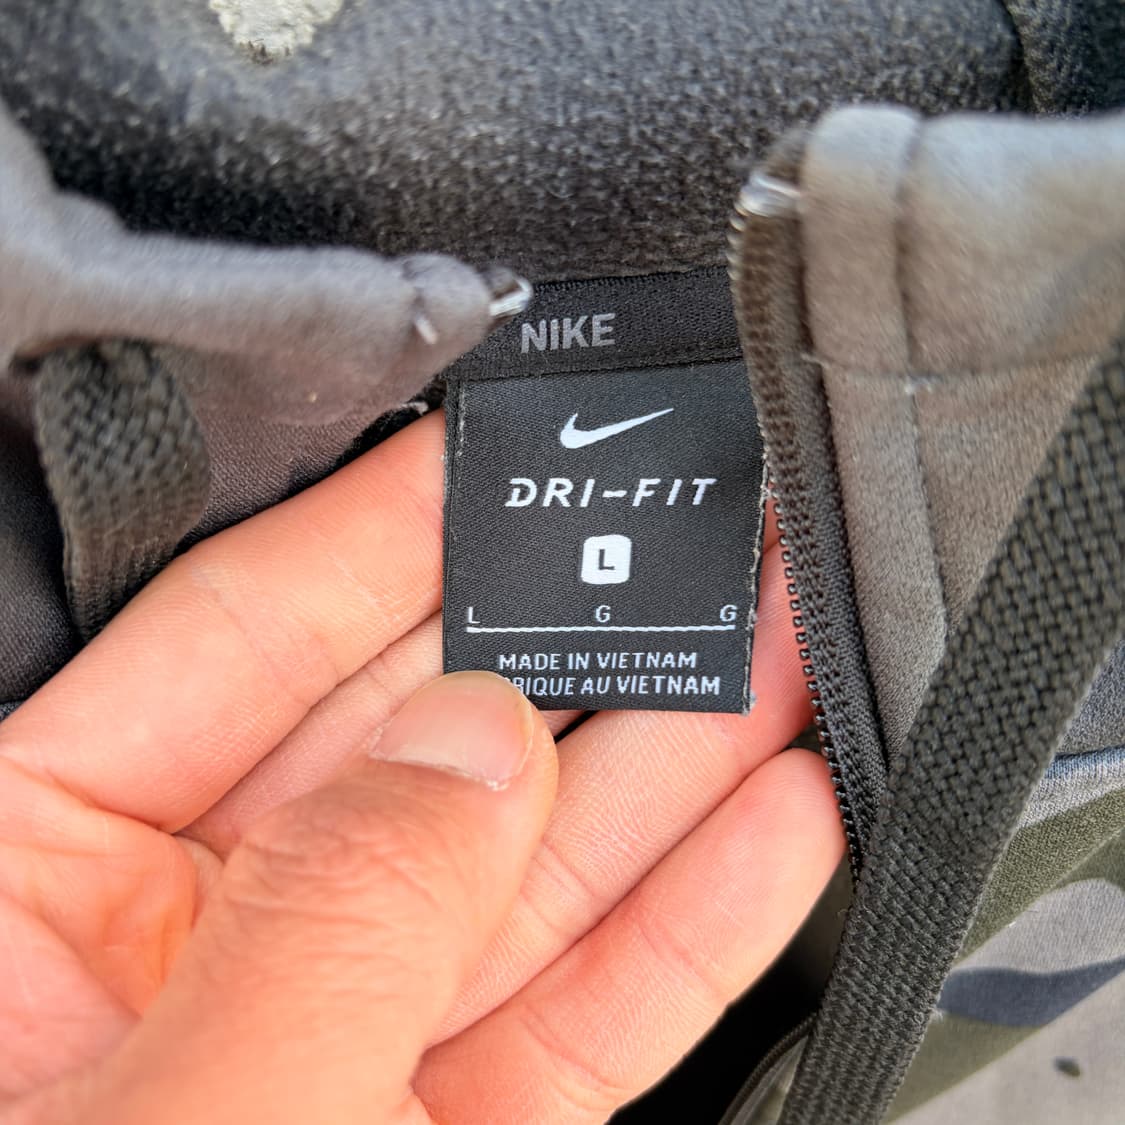 NIKE
DRI-FIT
L
L G G
MADE IN VIETNAM
AU VIETNAM